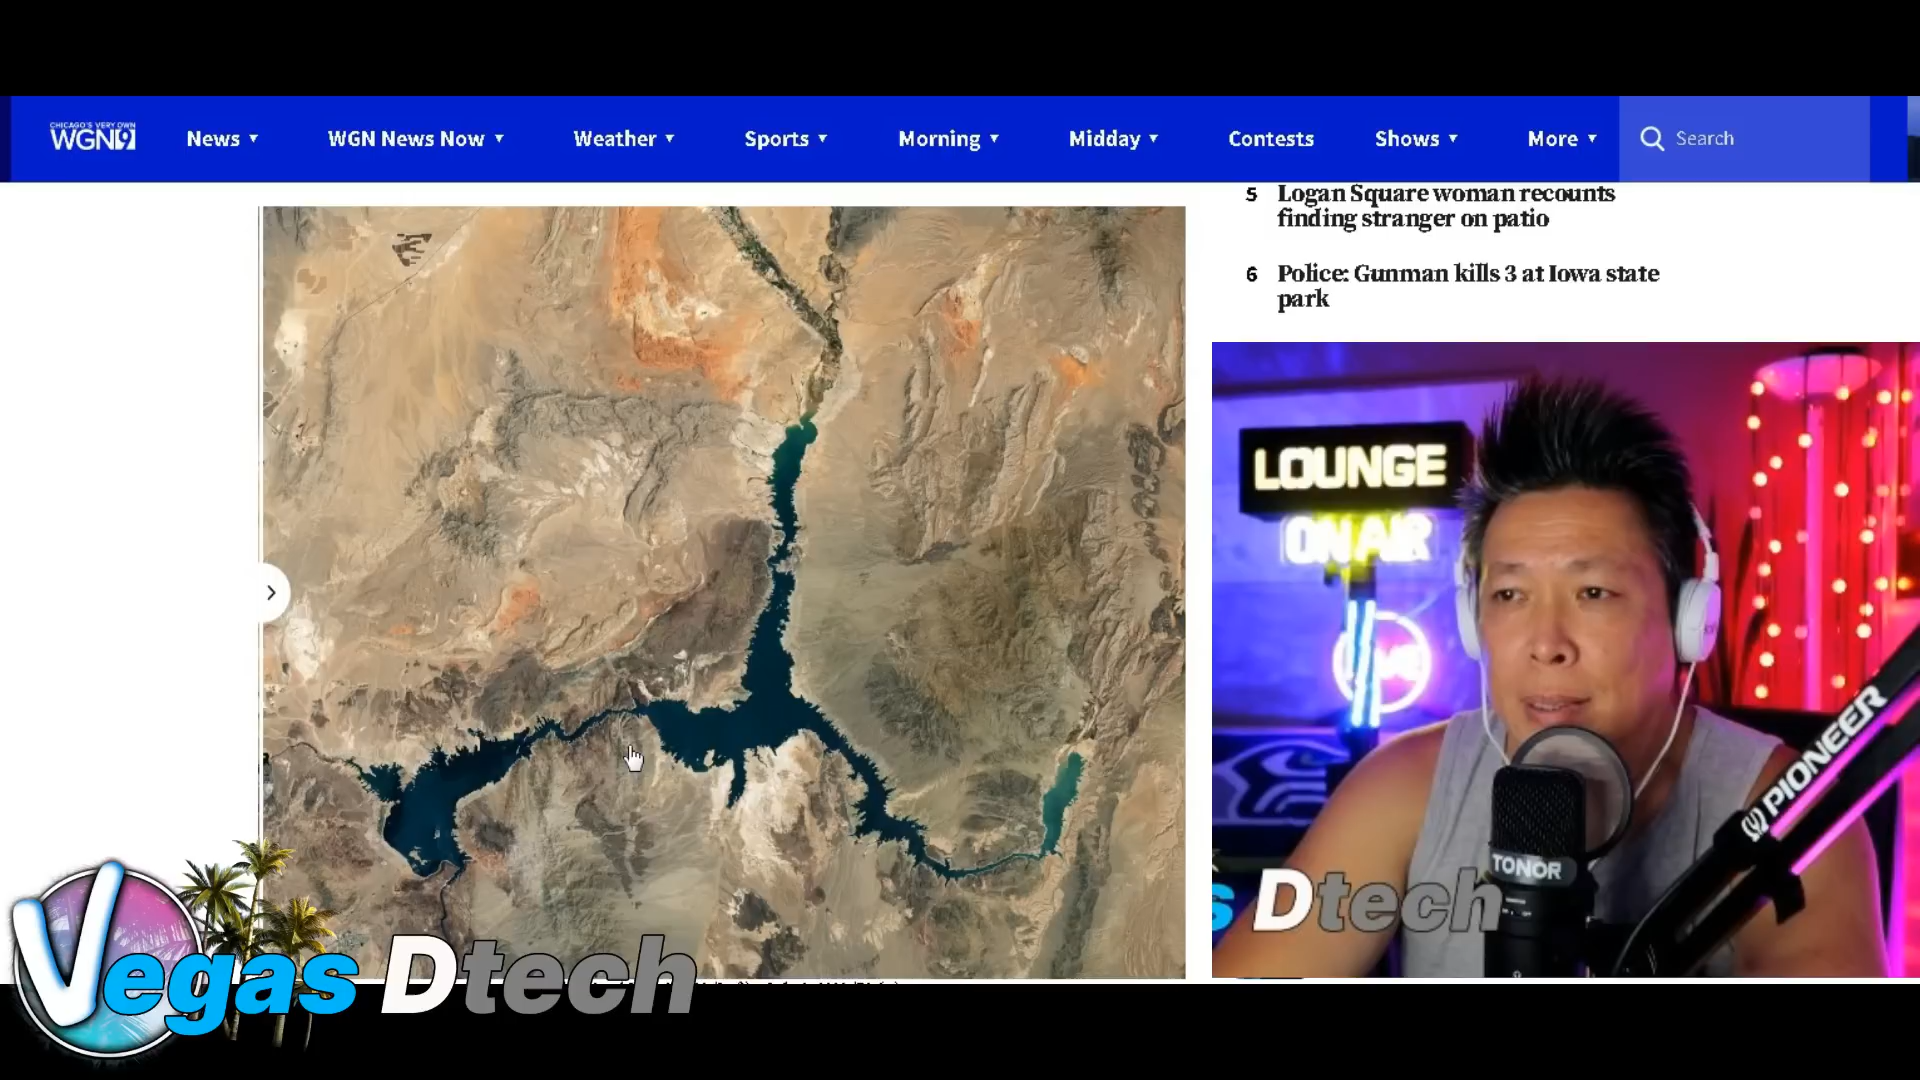 CHICAGO'S VERY OWN
WGN9
News
WGN News Now
Weather
Sports
Morning
Midday
Contests
Shows
More
Search
5 Logan Square woman recounts
finding stranger on patio
6 Police: Gunman kills 3 at Iowa state
park
LOUNGE
ON AIR
PIONEER
TONOR
s Dtech
Vegas Dtech